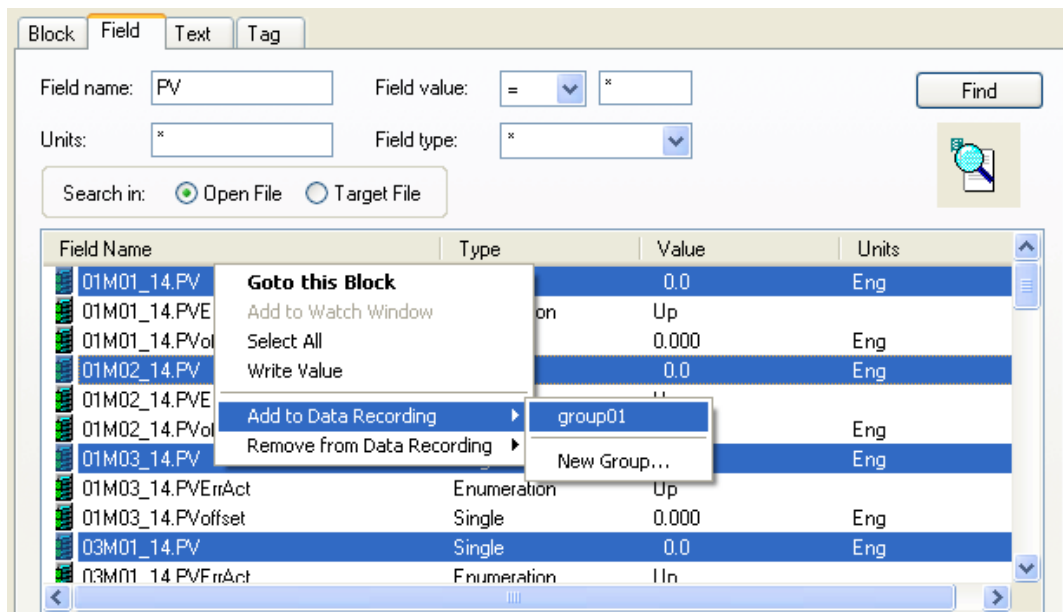 Block Field Text Tag
Field name: PV Field value: = * Find
Units: * Field type: *
Search in: Open File Target File
Field Name Type Value Units
01M01_14.PV 0.0 Eng
Goto this Block
01M01_14.PVE on Up
Add to Watch Window
01M01_14.PVof 0.000 Eng
Select All
01M02_14.PV 0.0 Eng
Write Value
01M02_14.PVE
Add to Data Recording group01
01M02_14.PVof Eng
Remove from Data Recording
01M03_14.PV Eng
New Group...
01M03_14.PVErrAct Enumeration Up
01M03_14.PVoffset Single 0.000 Eng
03M01_14.PV Single 0.0 Eng
03M01_14.PVErrAct Enumeration Up